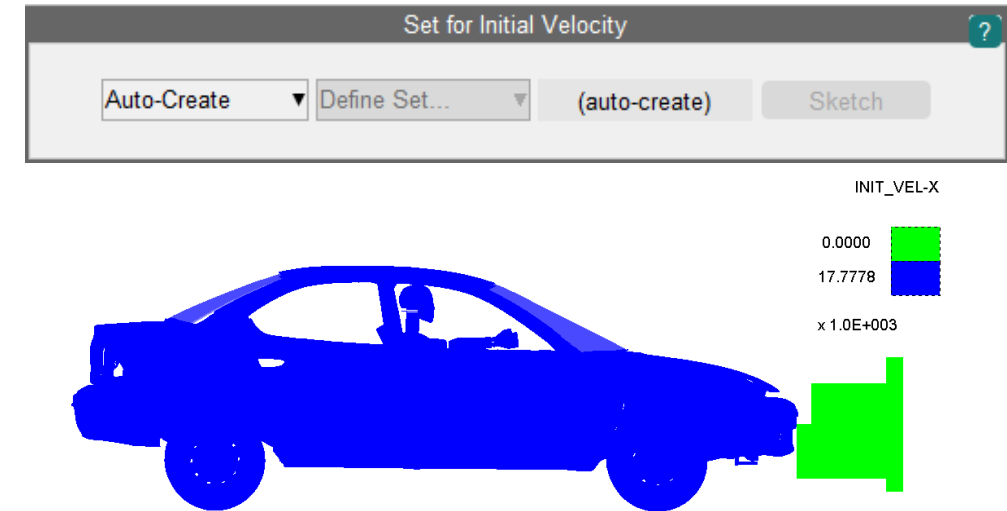 Set for Initial Velocity
?
Auto-Create ▼ Define Set... ▼ (auto-create) Sketch
INIT_VEL-X
0.0000
17.7778
x 1.0E+003